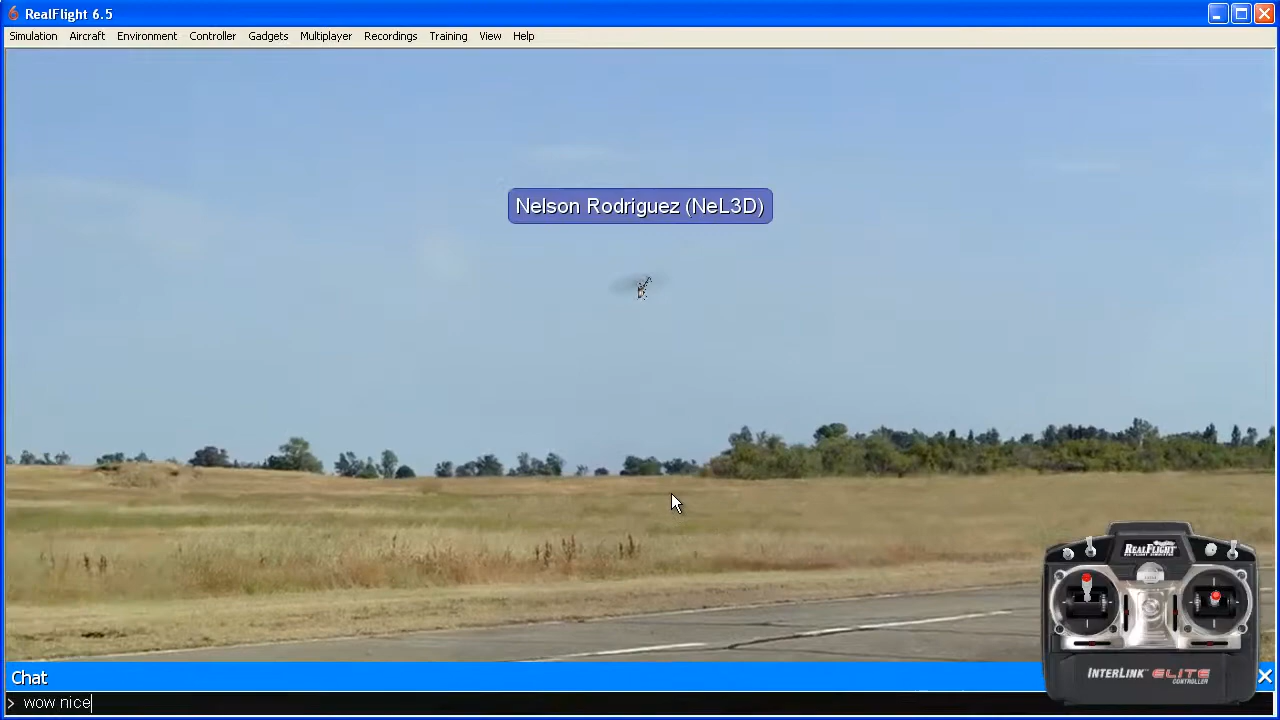 RealFlight 6.5
Simulation Aircraft Environment Controller Gadgets Multiplayer Recordings Training View Help
Nelson Rodriguez (NeL3D)
REALFLIGHT
INTERLINK ELITE
CONTROLLER
Chat
> wow nice